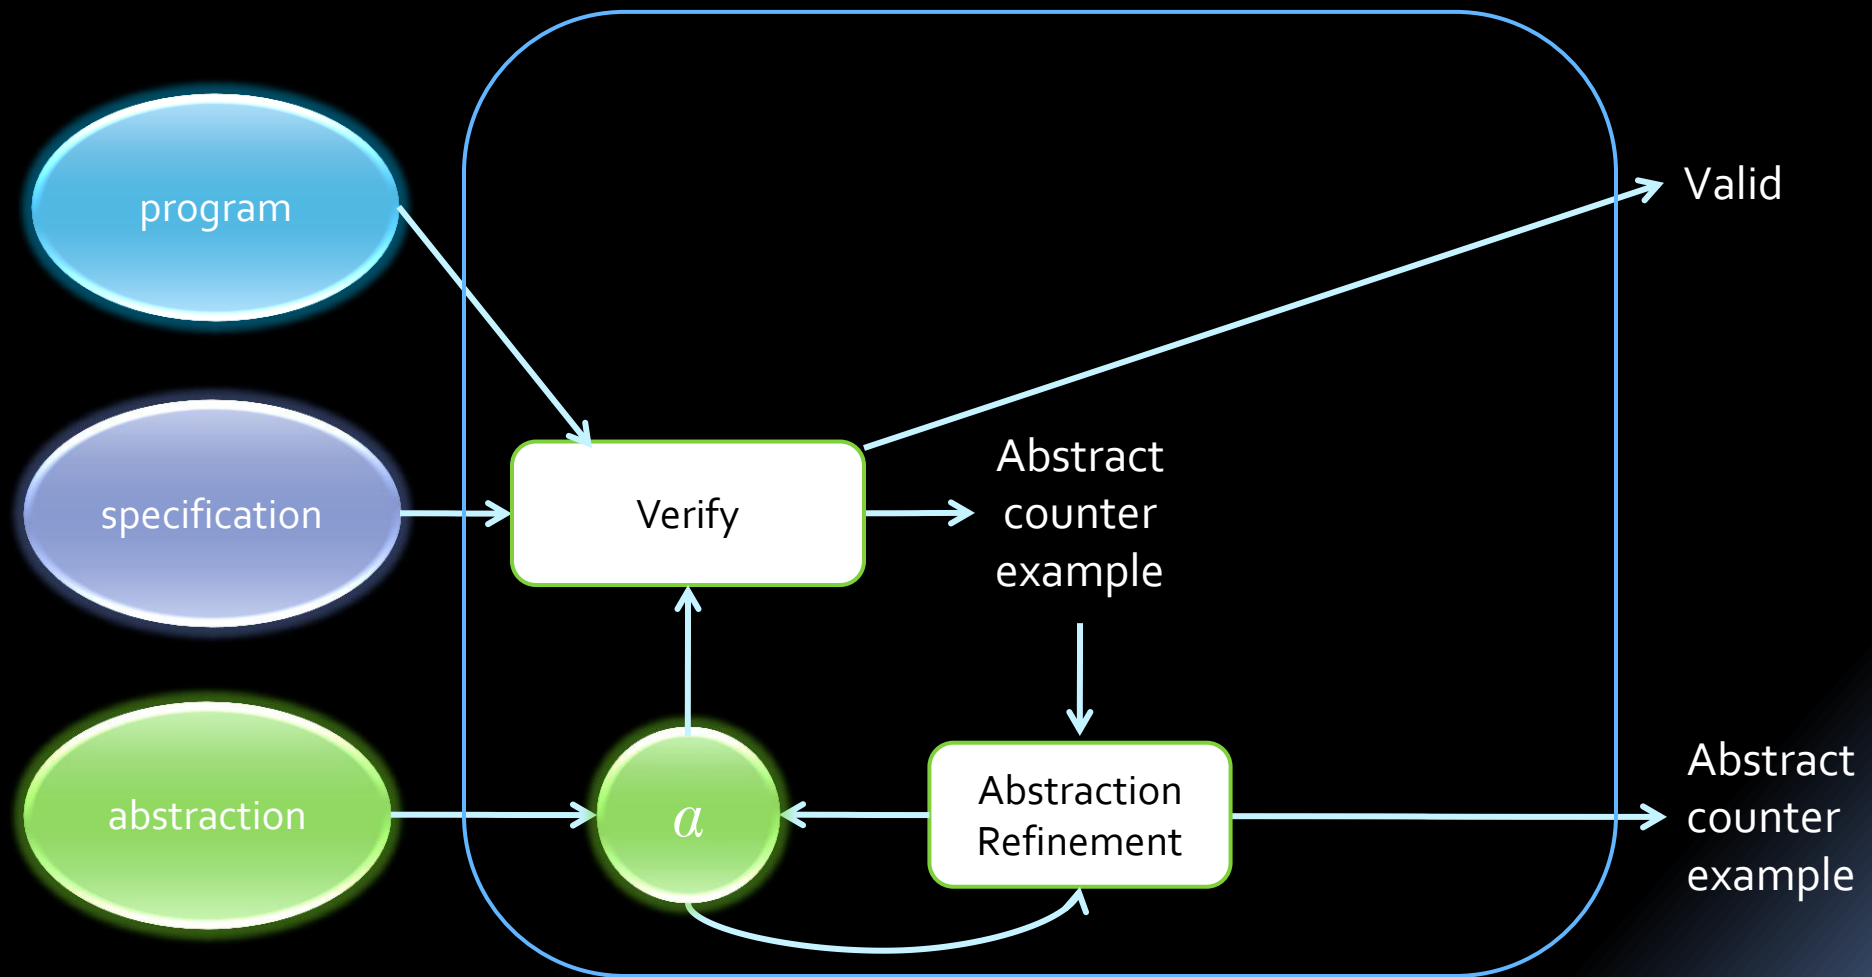 program
Valid
specification
Verify
Abstract
counter
example
abstraction
α
Abstraction
Refinement
Abstract
counter
example